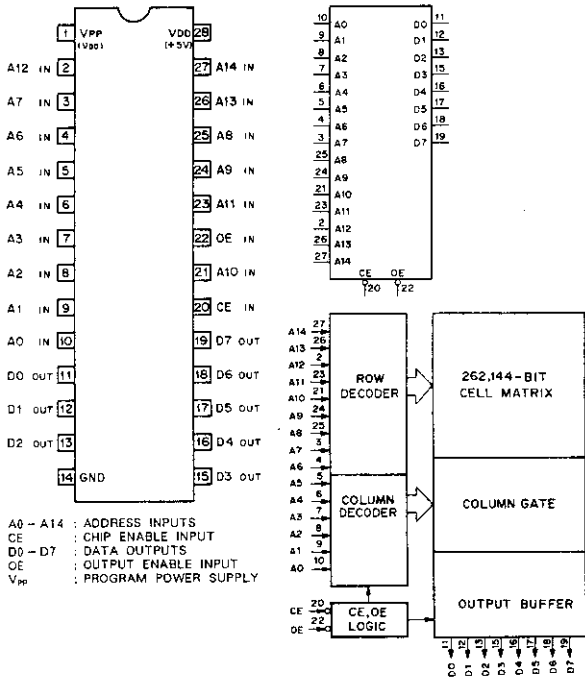 1 VPP VDD 28
(VDD) (+5V)
A12 IN 2 27 A14 IN
A7 IN 3 26 A13 IN
A6 IN 4 25 A8 IN
A5 IN 5 24 A9 IN
A4 IN 6 23 A11 IN
A3 IN 7 22 OE IN
A2 IN 8 21 A10 IN
A1 IN 9 20 CE IN
A0 IN 10 19 D7 OUT
D0 OUT 11 18 D6 OUT
D1 OUT 12 17 D5 OUT
D2 OUT 13 16 D4 OUT
14 GND 15 D3 OUT
A0 - A14 : ADDRESS INPUTS
CE : CHIP ENABLE INPUT
D0 - D7 : DATA OUTPUTS
OE : OUTPUT ENABLE INPUT
VPP : PROGRAM POWER SUPPLY
10 A0 D0 11
9 A1 D1 12
8 A2 D2 13
7 A3 D3 15
6 A4 D4 16
5 A5 D5 17
4 A6 D6 18
3 A7 D7 19
25 A8
24 A9
21 A10
23 A11
2 A12
26 A13
27 A14
CE OE
20 22
A14 27
A13 26
A12 2
A11 23
A10 21
A9 24
A8 25
A7 3
A6 4
A5 5
A4 6
A3 7
A2 8
A1 9
A0 10
ROW
DECODER
COLUMN
DECODER
262,144-BIT
CELL MATRIX
COLUMN GATE
OUTPUT BUFFER
CE 20
OE 22
CE,OE
LOGIC
11 12 13 15 16 17 18 19
D0 D1 D2 D3 D4 D5 D6 D7